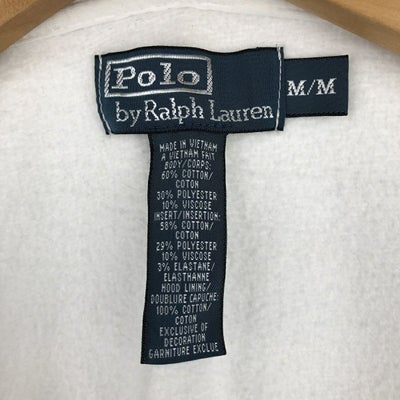 Polo
by Ralph Lauren
M/M
MADE IN VIETNAM
A VIETNAM FAIT
BODY/CORPS:
60% COTTON/
COTON
30% POLYESTER
10% VISCOSE
INSERT/INSERTION:
58% COTTON/
COTON
29% POLYESTER
10% VISCOSE
3% ELASTANE/
ELASTHANNE
HOOD LINING/
DOUBLURE CAPUCHE:
100% COTTON/
COTON
EXCLUSIVE OF
DECORATION
GARNITURE EXCLUE